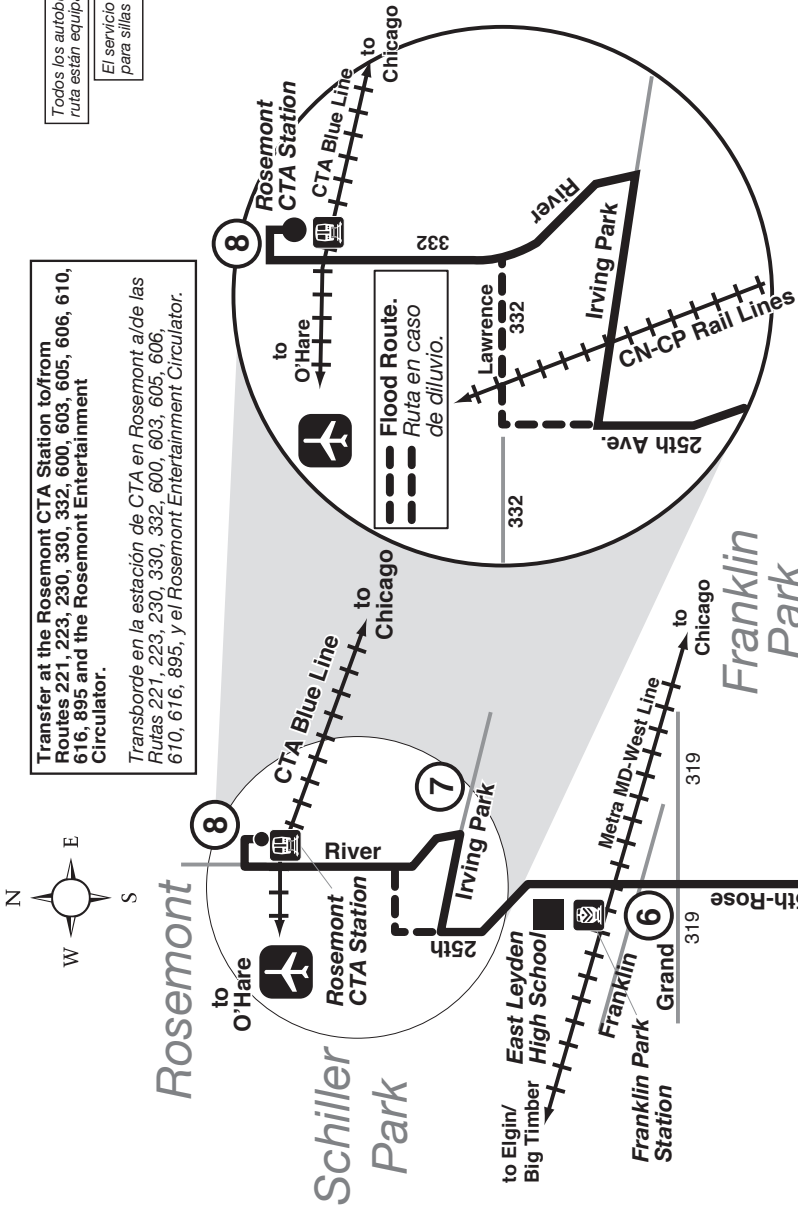 Todos los autob
ruta están equip
El servicio
para sillas
Transfer at the Rosemont CTA Station to/from
Routes 221, 223, 230, 330, 332, 600, 603, 605, 606, 610,
616, 895 and the Rosemont Entertainment
Circulator.
Transborde en la estación de CTA en Rosemont a/de las
Rutas 221, 223, 230, 330, 332, 600, 603, 605, 606,
610, 616, 895, y el Rosemont Entertainment Circulator.
N
W
E
S
Rosemont
8
to
O'Hare
CTA Blue Line
to
Chicago
Rosemont
CTA Station
River
7
Irving Park
25th
Schiller
Park
East Leyden
High School
to Elgin/
Big Timber
Metra MD-West Line
to
Chicago
6
Franklin
Grand
319
319
Franklin Park
Station
th-Rose
Franklin
Park
8
Rosemont
CTA Station
CTA Blue Line
to
Chicago
to
O'Hare
332
Flood Route.
Ruta en caso
de diluvio.
Lawrence
332
332
River
Irving Park
CN-CP Rail Lines
25th Ave.